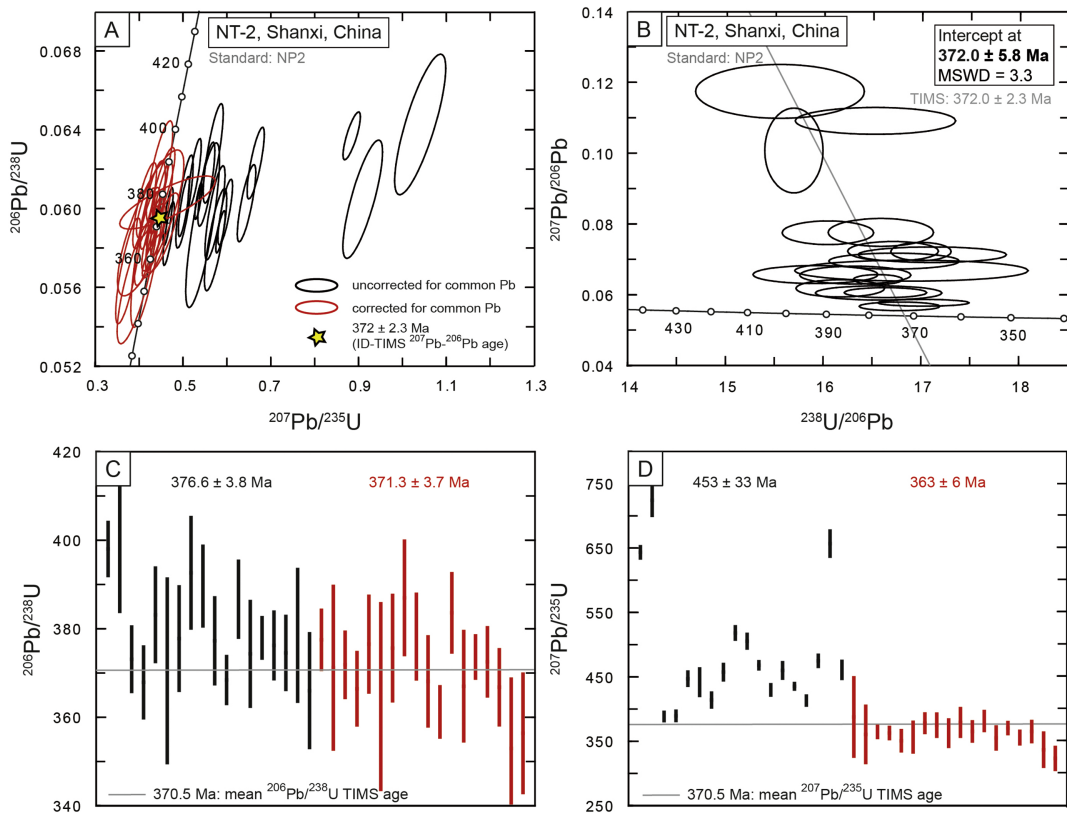 A
NT-2, Shanxi, China
Standard: NP2
0.068
0.064
0.060
0.056
0.052
420
400
380
360
uncorrected for common Pb
corrected for common Pb
372 ± 2.3 Ma
(ID-TIMS ²⁰⁷Pb-²⁰⁶Pb age)
0.3 0.5 0.7 0.9 1.1 1.3
²⁰⁷Pb/²³⁵U
²⁰⁶Pb/²³⁸U
B
NT-2, Shanxi, China
Standard: NP2
Intercept at
372.0 ± 5.8 Ma
MSWD = 3.3
TIMS: 372.0 ± 2.3 Ma
0.14
0.12
0.10
0.08
0.06
0.04
430 410 390 370 350
14 15 16 17 18
²³⁸U/²⁰⁶Pb
²⁰⁷Pb/²⁰⁶Pb
C
376.6 ± 3.8 Ma
371.3 ± 3.7 Ma
420
400
380
360
340
²⁰⁶Pb/²³⁸U
370.5 Ma: mean ²⁰⁶Pb/²³⁸U TIMS age
D
453 ± 33 Ma
363 ± 6 Ma
750
650
550
450
350
250
²⁰⁷Pb/²³⁵U
370.5 Ma: mean ²⁰⁷Pb/²³⁵U TIMS age